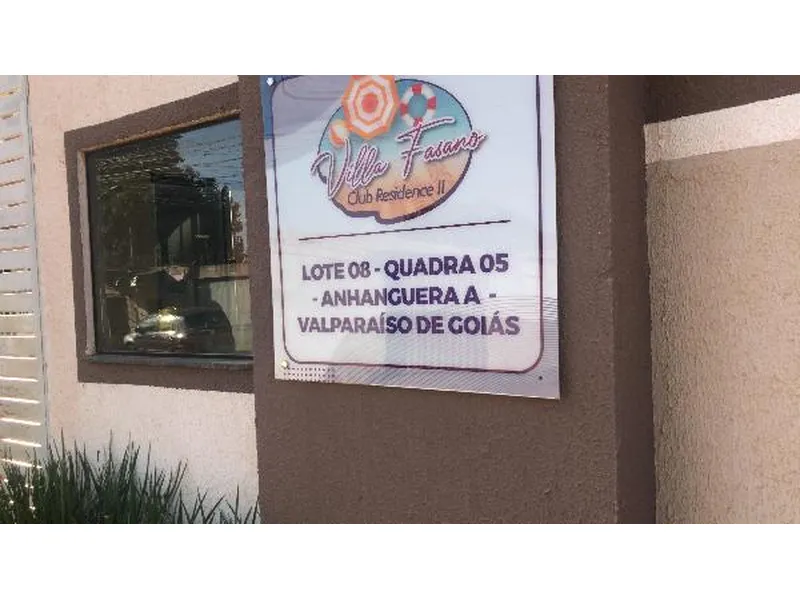 Villa Fasano
Club Residence II
LOTE 08 - QUADRA 05
- ANHANGUERA A -
VALPARAÍSO DE GOIÁS